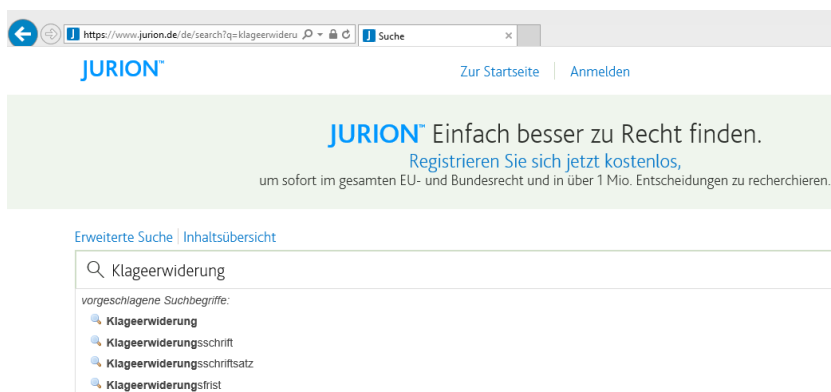 https://www.jurion.de/de/search?q=klageerwideru
Suche
JURION™
Zur Startseite
Anmelden
JURION™ Einfach besser zu Recht finden.
Registrieren Sie sich jetzt kostenlos,
um sofort im gesamten EU- und Bundesrecht und in über 1 Mio. Entscheidungen zu recherchieren.
Erweiterte Suche
Inhaltsübersicht
Klageerwiderung
vorgeschlagene Suchbegriffe:
Klageerwiderung
Klageerwiderungsschrift
Klageerwiderungsschriftsatz
Klageerwiderungsfrist